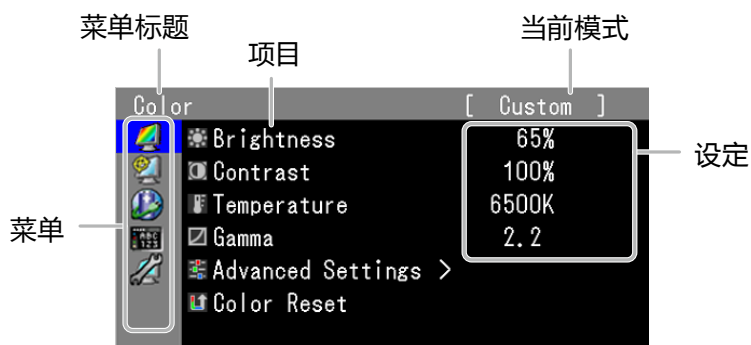 菜单标题
当前模式
项目
Color [ Custom ]
Brightness 65%
Contrast 100%
设定
Temperature 6500K
菜单
Gamma 2.2
Advanced Settings >
Color Reset